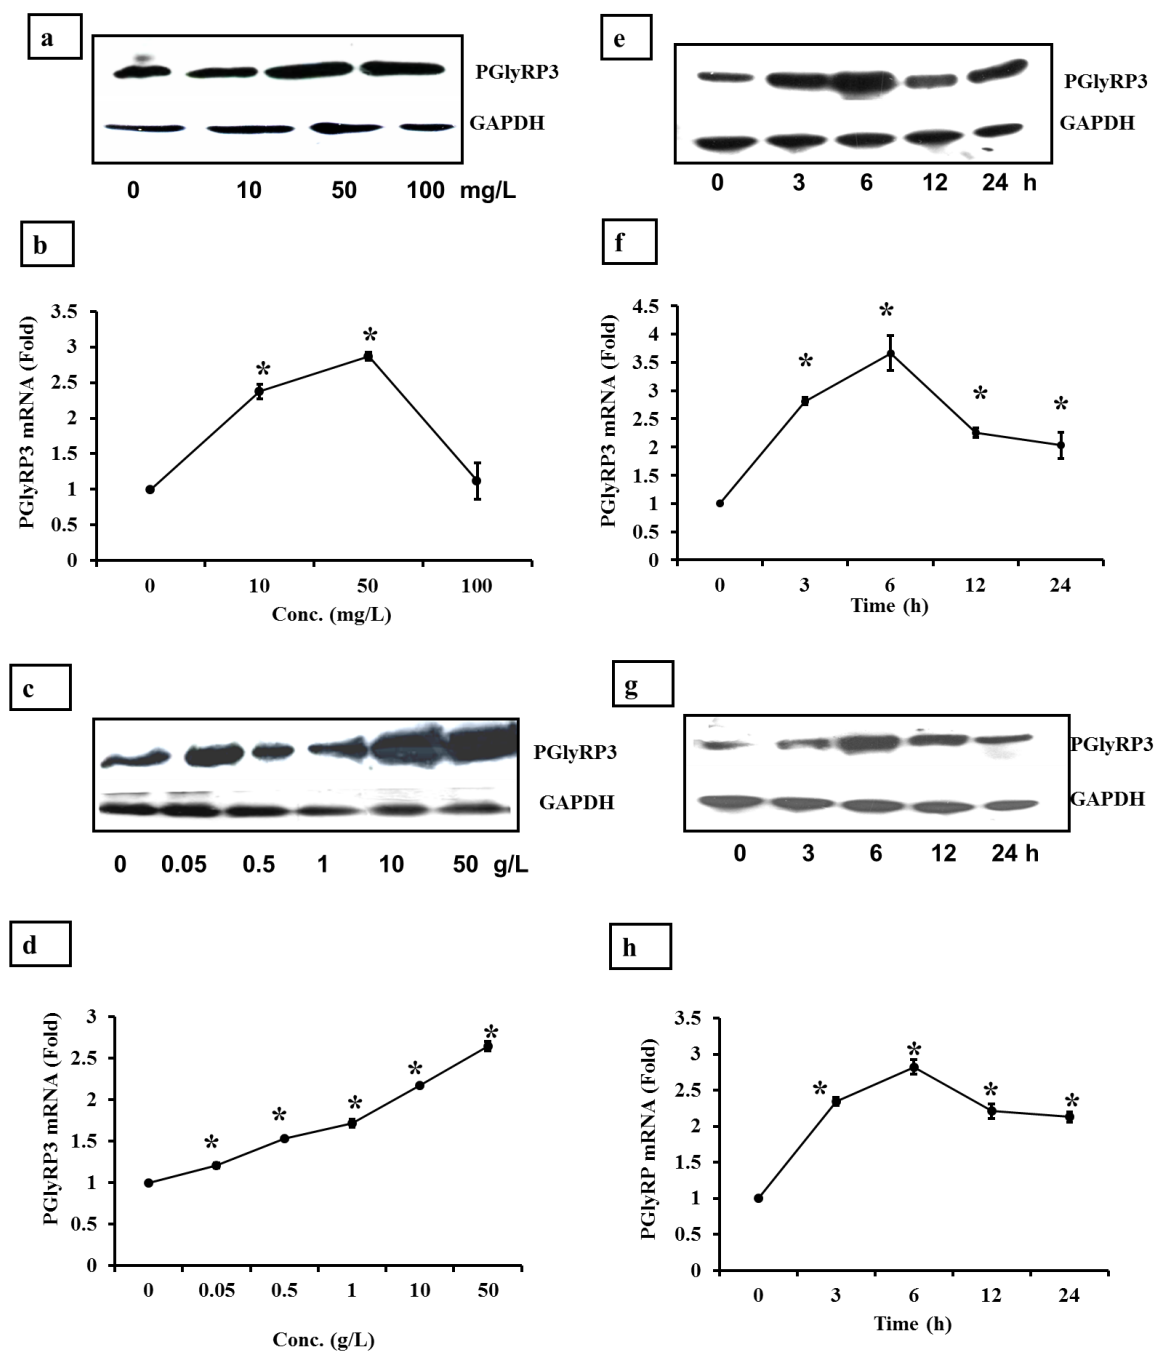 a
PGlyRP3
GAPDH
0 10 50 100 mg/L
b
PGlyRP3 mRNA (Fold)
3.5
3
2.5
2
1.5
1
0.5
0
* *
0 10 50 100
Conc. (mg/L)
c
PGlyRP3
GAPDH
0 0.05 0.5 1 10 50 g/L
d
PGlyRP3 mRNA (Fold)
3
2.5
2
1.5
1
0.5
0
* * * * *
0 0.05 0.5 1 10 50
Conc. (g/L)
e
PGlyRP3
GAPDH
0 3 6 12 24 h
f
PGlyRP3 mRNA (Fold)
4.5
4
3.5
3
2.5
2
1.5
1
0.5
0
* * * *
0 3 6 12 24
Time (h)
g
PGlyRP3
GAPDH
0 3 6 12 24 h
h
PGlyRP mRNA (Fold)
3.5
3
2.5
2
1.5
1
0.5
0
* * * *
0 3 6 12 24
Time (h)